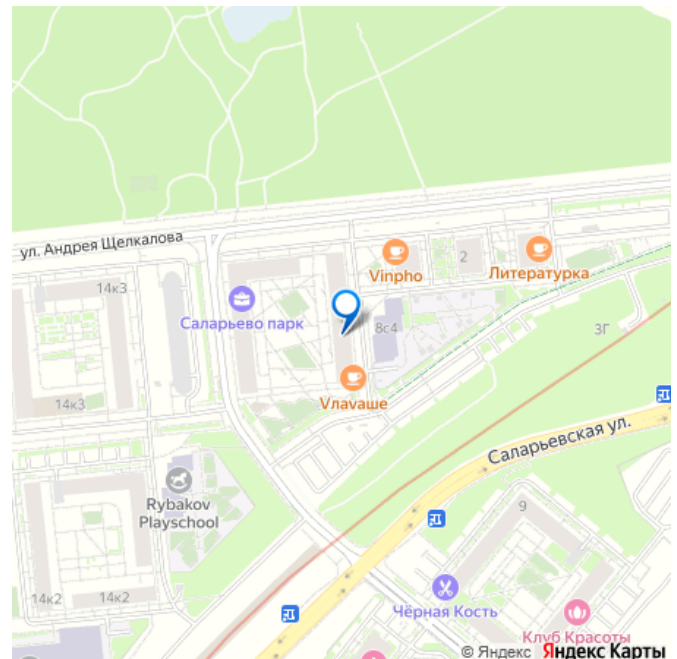 ул. Андрея Щелкалова
Vinpho
2
Литературка
14к3
Саларьево парк
8с4
3Г
14к3
Vлаvаше
Саларьевская ул.
Rybakov
Playschool
9
14к2
14к2
Чёрная Кость
Клуб Красоты
© Яндекс Яндекс Карты